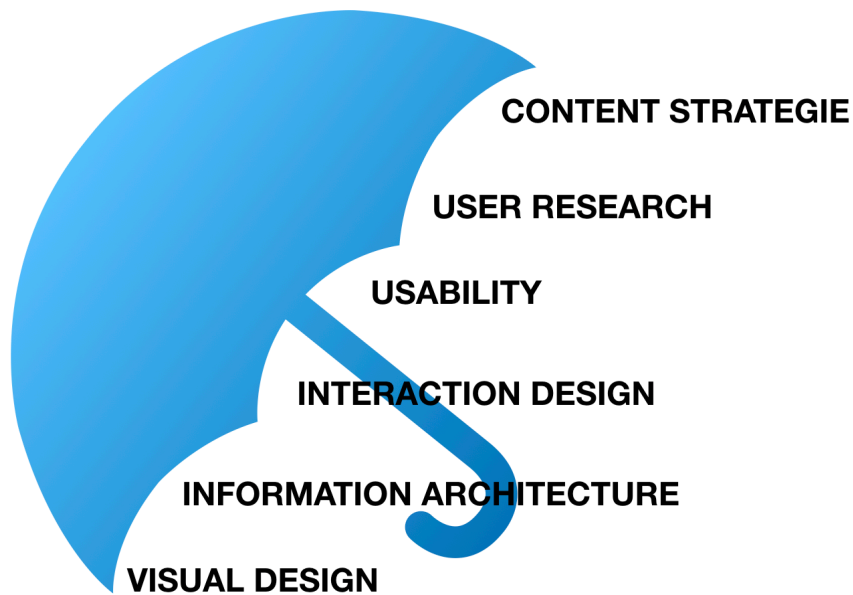 CONTENT STRATEGIE
USER RESEARCH
USABILITY
INTERACTION DESIGN
INFORMATION ARCHITECTURE
VISUAL DESIGN